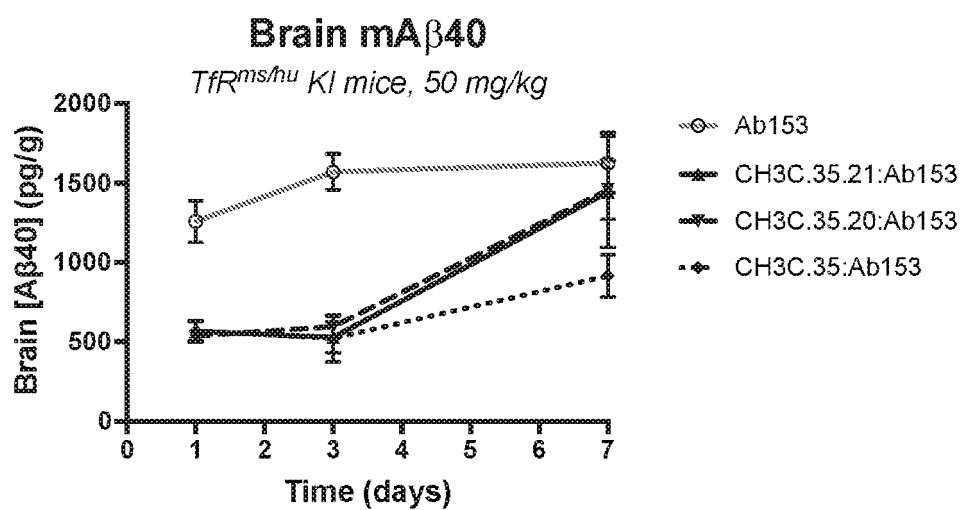 Brain mAβ40
TfRms/hu KI mice, 50 mg/kg
Brain [Aβ40] (pg/g)
2000
1500
1000
500
0
0 1 2 3 4 5 6 7
Time (days)
Ab153
CH3C.35.21:Ab153
CH3C.35.20:Ab153
CH3C.35:Ab153